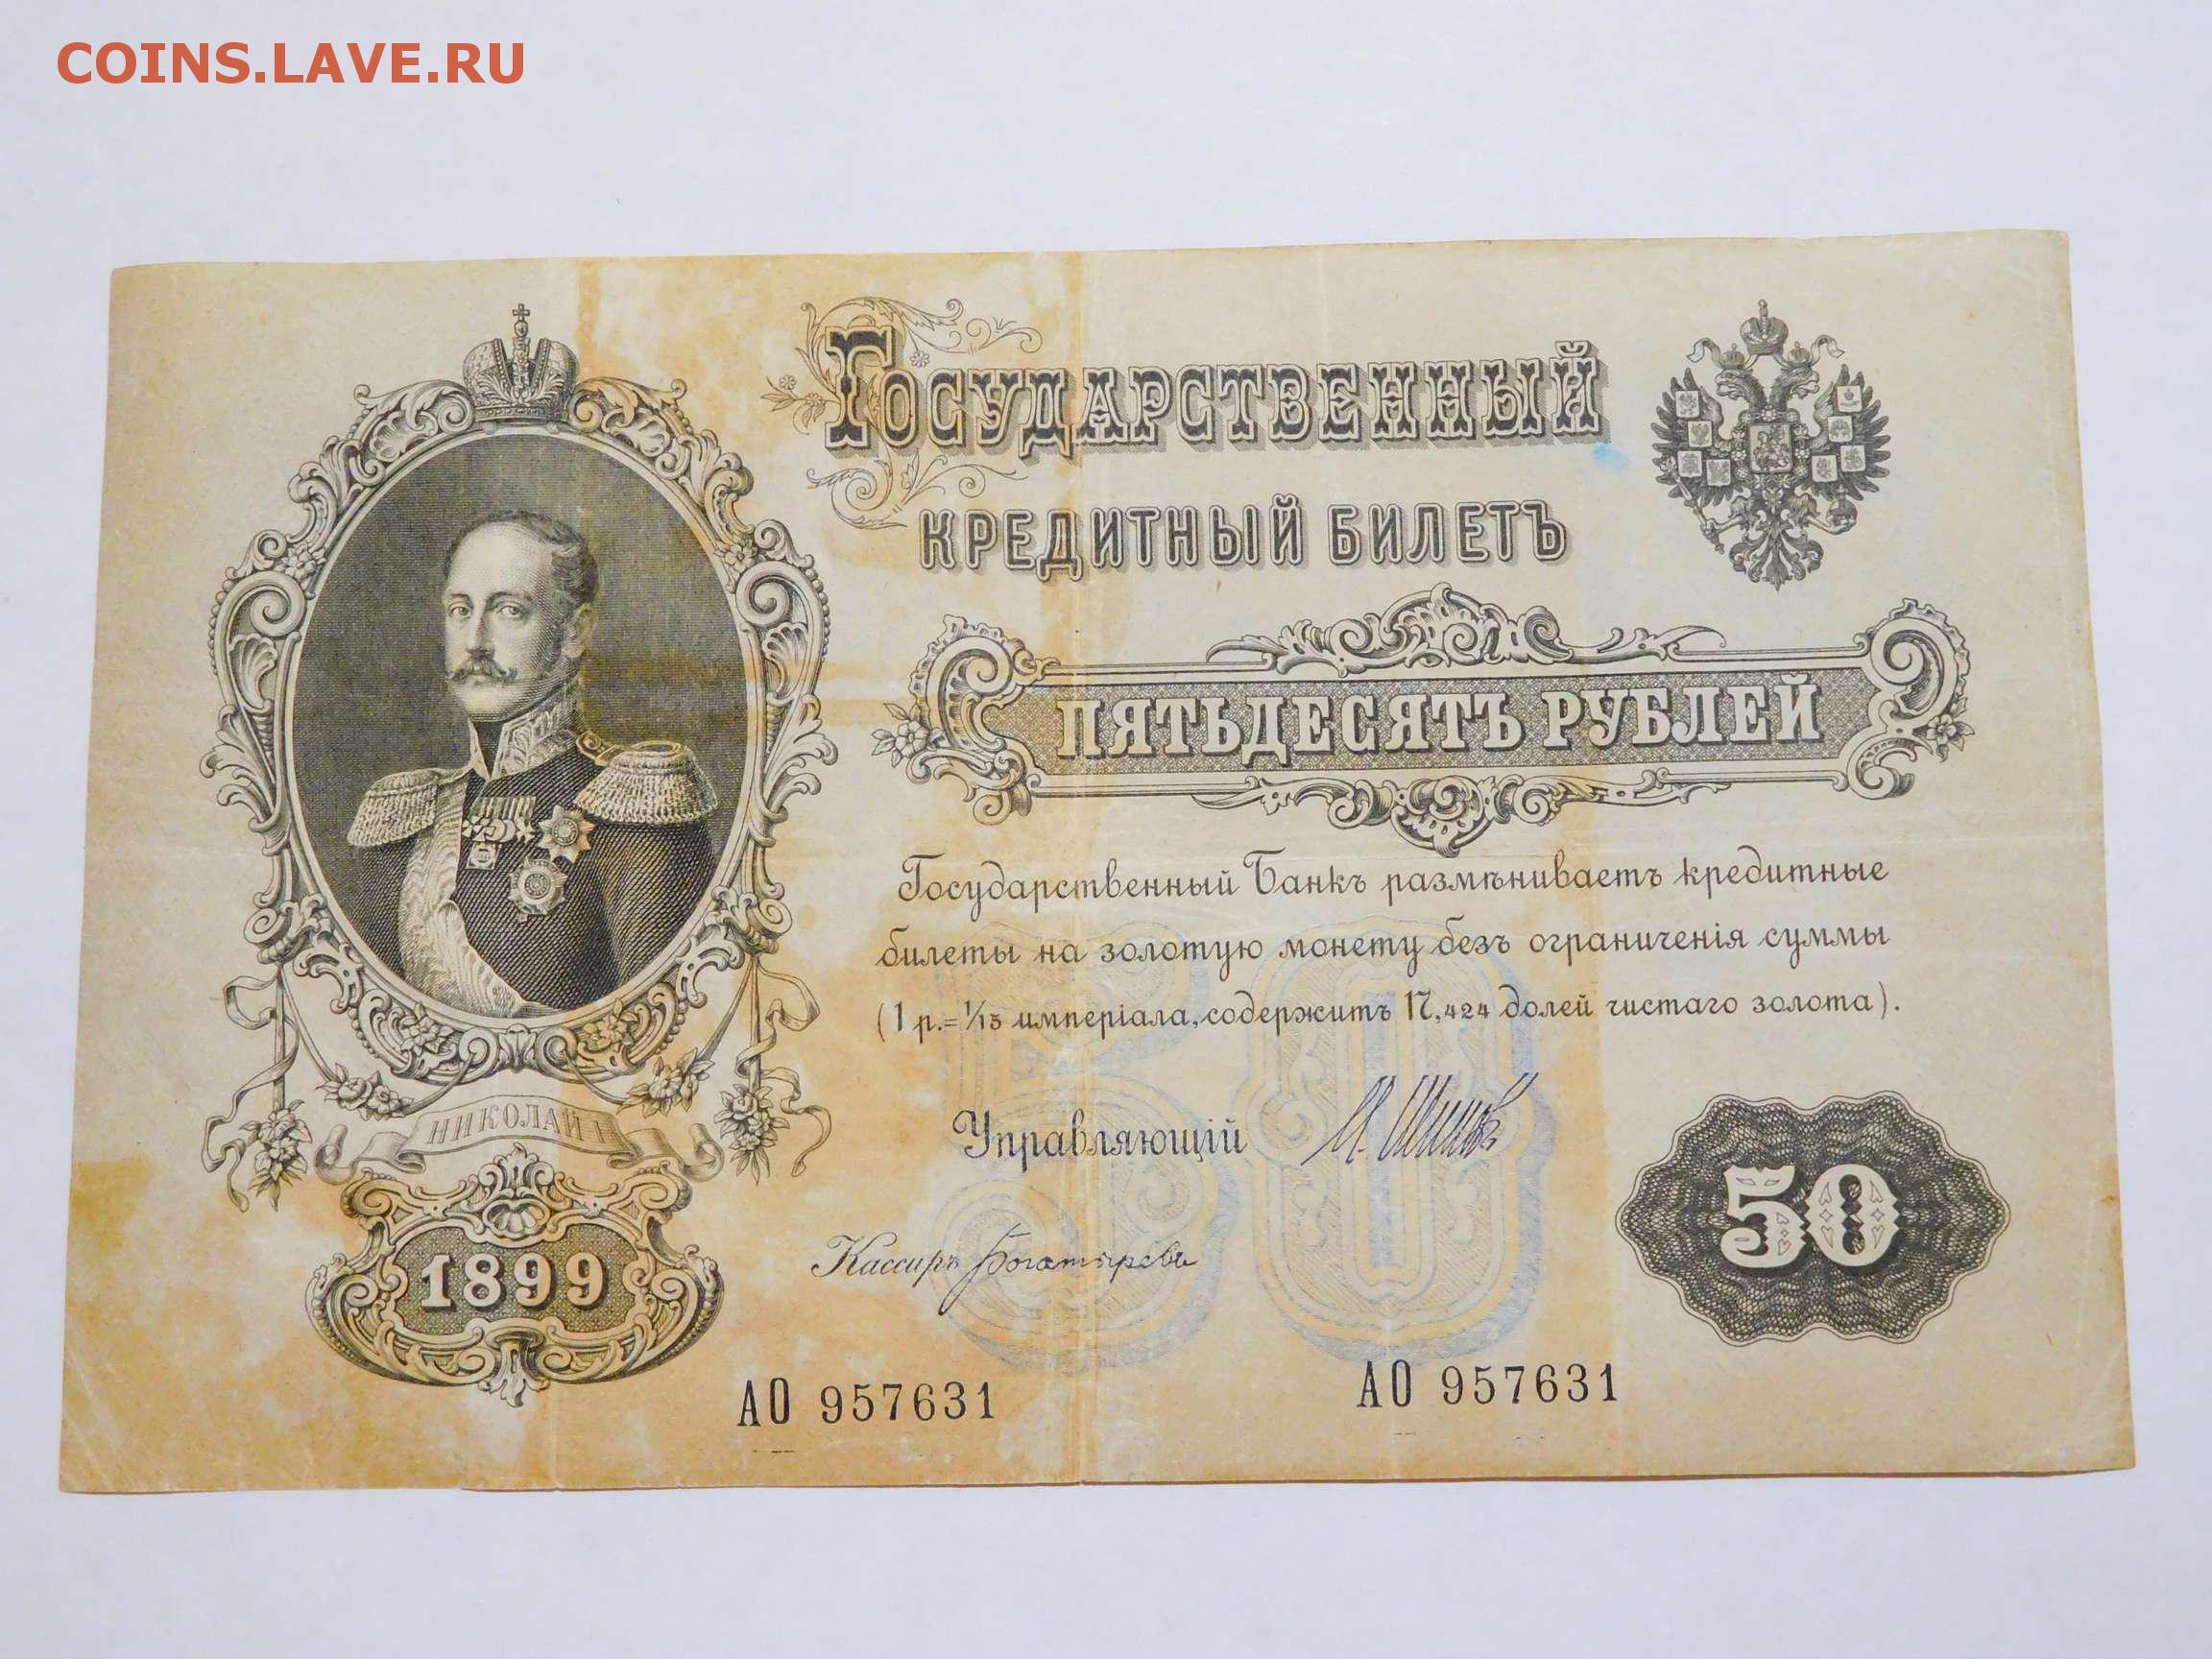 COINS.LAVE.RU
Государственный
кредитный билетъ
пятьдесятъ рублей
Государственный Банкъ размѣниваетъ кредитные
билеты на золотую монету безъ ограниченія суммы
(1 р.= 1/15 имперіала, содержитъ 17,424 долей чистаго золота).
НИКОЛАЙ I
Управляющій И. Шипов
1899
50
Кассиръ Богатыревъ
АО 957631
АО 957631